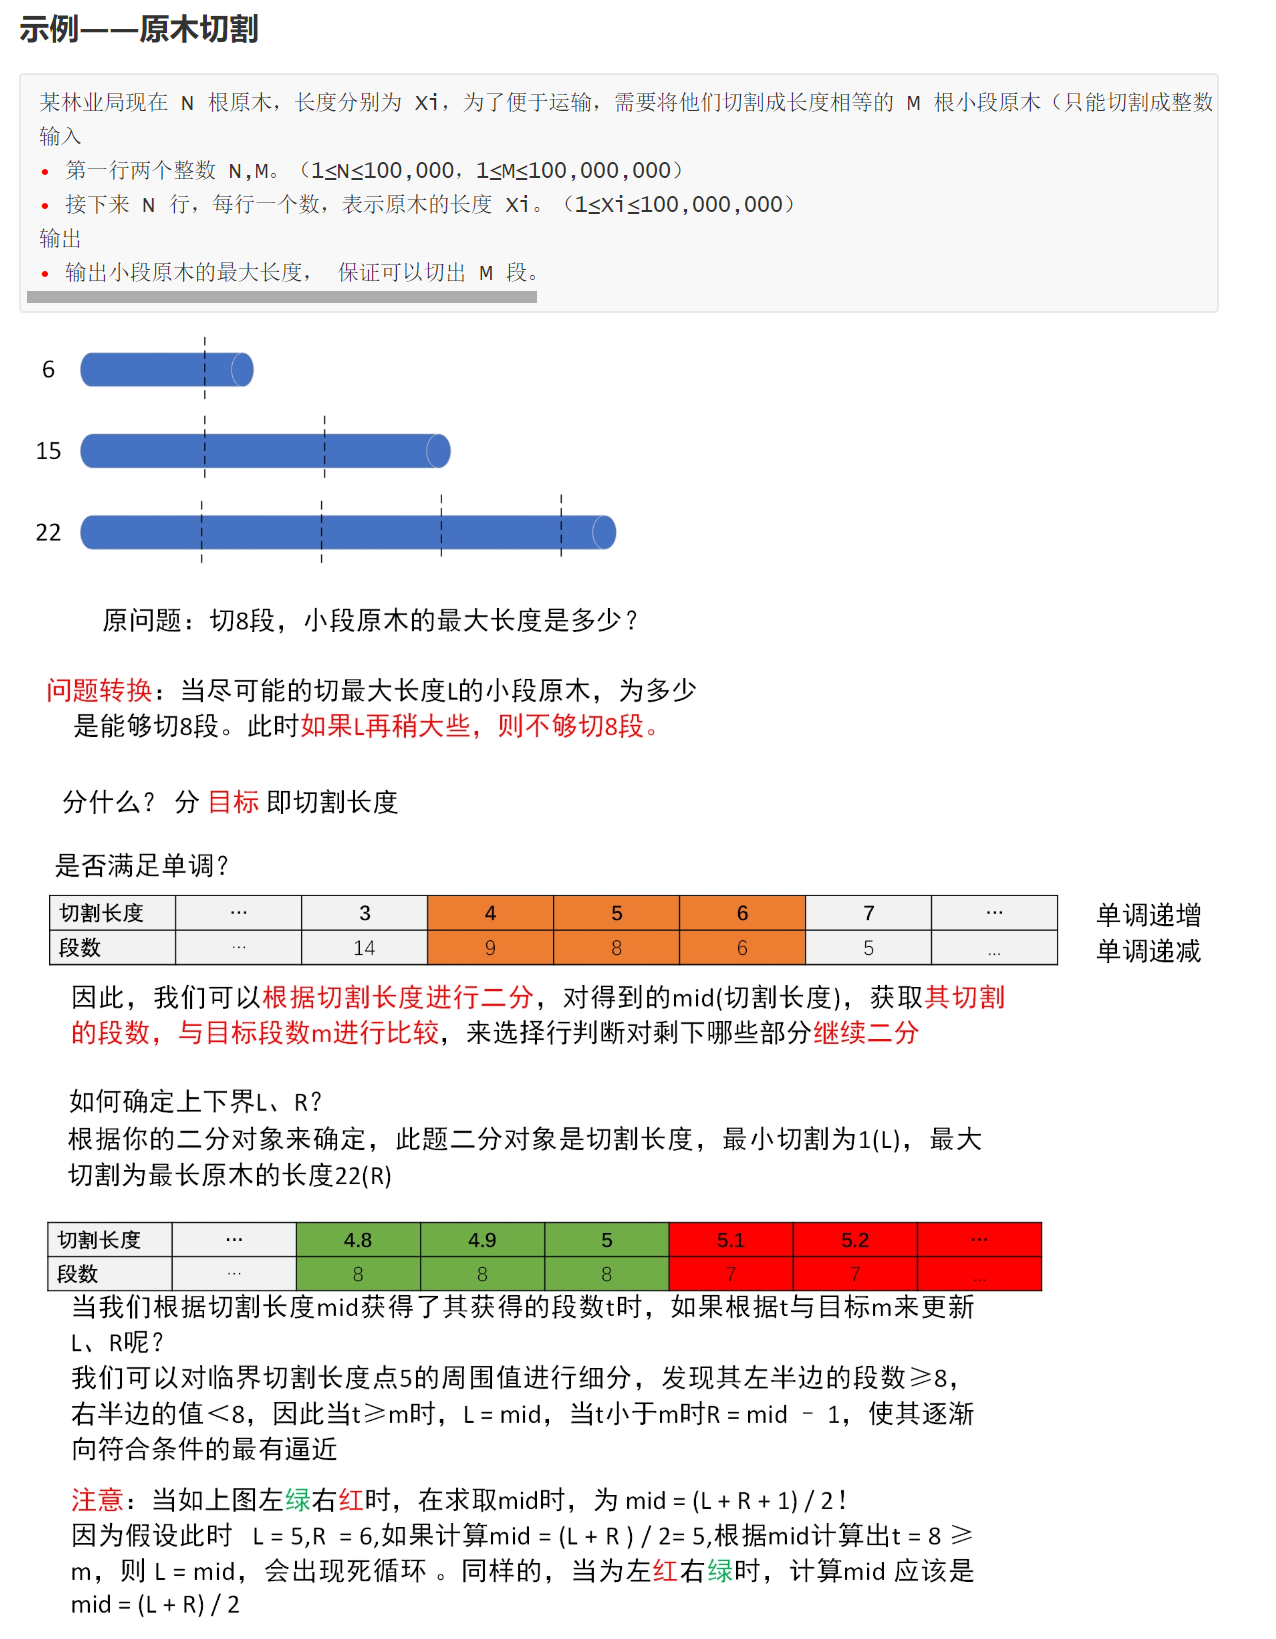 示例——原木切割
某林业局现在 N 根原木，长度分别为 Xi，为了便于运输，需要将他们切割成长度相等的 M 根小段原木（只能切割成整数
输入
• 第一行两个整数 N,M。（1≤N≤100,000，1≤M≤100,000,000）
• 接下来 N 行，每行一个数，表示原木的长度 Xi。（1≤Xi≤100,000,000）
输出
• 输出小段原木的最大长度， 保证可以切出 M 段。
6
15
22
原问题：切8段，小段原木的最大长度是多少？
问题转换：当尽可能的切最大长度L的小段原木，为多少
是能够切8段。此时如果L再稍大些，则不够切8段。
分什么？ 分 目标 即切割长度
是否满足单调？
切割长度 … 3 4 5 6 7 … 单调递增
段数 … 14 9 8 6 5 … 单调递减
因此，我们可以根据切割长度进行二分，对得到的mid(切割长度)，获取其切割
的段数，与目标段数m进行比较，来选择行判断对剩下哪些部分继续二分
如何确定上下界L、R？
根据你的二分对象来确定，此题二分对象是切割长度，最小切割为1(L)，最大
切割为最长原木的长度22(R)
切割长度 … 4.8 4.9 5 5.1 5.2 …
段数 … 8 8 8 7 7 …
当我们根据切割长度mid获得了其获得的段数t时，如果根据t与目标m来更新
L、R呢？
我们可以对临界切割长度点5的周围值进行细分，发现其左半边的段数≥8，
右半边的值＜8，因此当t≥m时，L = mid，当t小于m时R = mid – 1，使其逐渐
向符合条件的最有逼近
注意：当如上图左绿右红时，在求取mid时，为 mid = (L + R + 1) / 2！
因为假设此时 L = 5,R = 6,如果计算mid = (L + R ) / 2= 5,根据mid计算出t = 8 ≥
m，则 L = mid，会出现死循环 。同样的，当为左红右绿时，计算mid 应该是
mid = (L + R) / 2